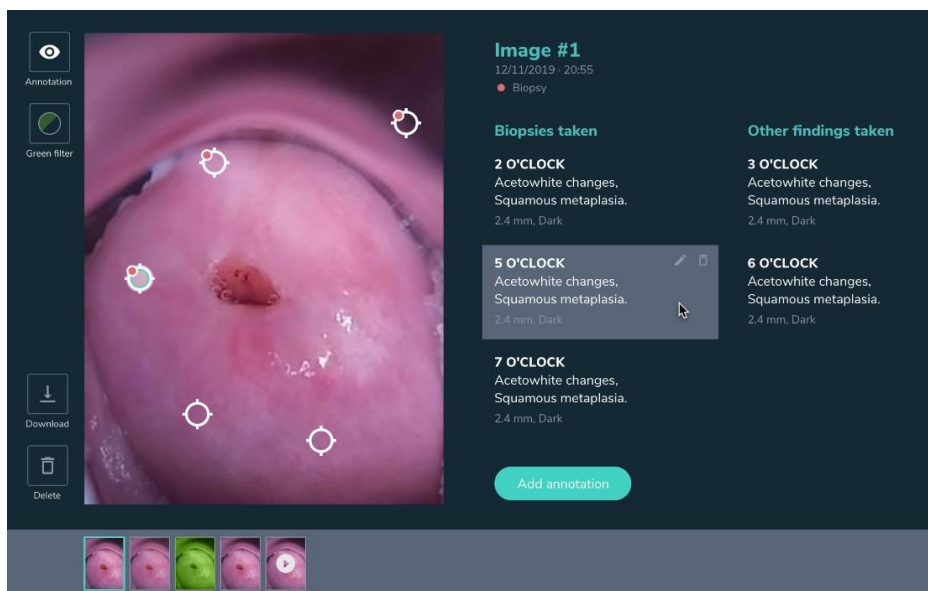 Annotation
Green filter
Download
Delete
Image #1
12/11/2019 · 20:55
Biopsy
Biopsies taken
2 O'CLOCK
Acetowhite changes,
Squamous metaplasia.
2.4 mm, Dark
5 O'CLOCK
Acetowhite changes,
Squamous metaplasia.
2.4 mm, Dark
7 O'CLOCK
Acetowhite changes,
Squamous metaplasia.
2.4 mm, Dark
Other findings taken
3 O'CLOCK
Acetowhite changes,
Squamous metaplasia.
2.4 mm, Dark
6 O'CLOCK
Acetowhite changes,
Squamous metaplasia.
2.4 mm, Dark
Add annotation